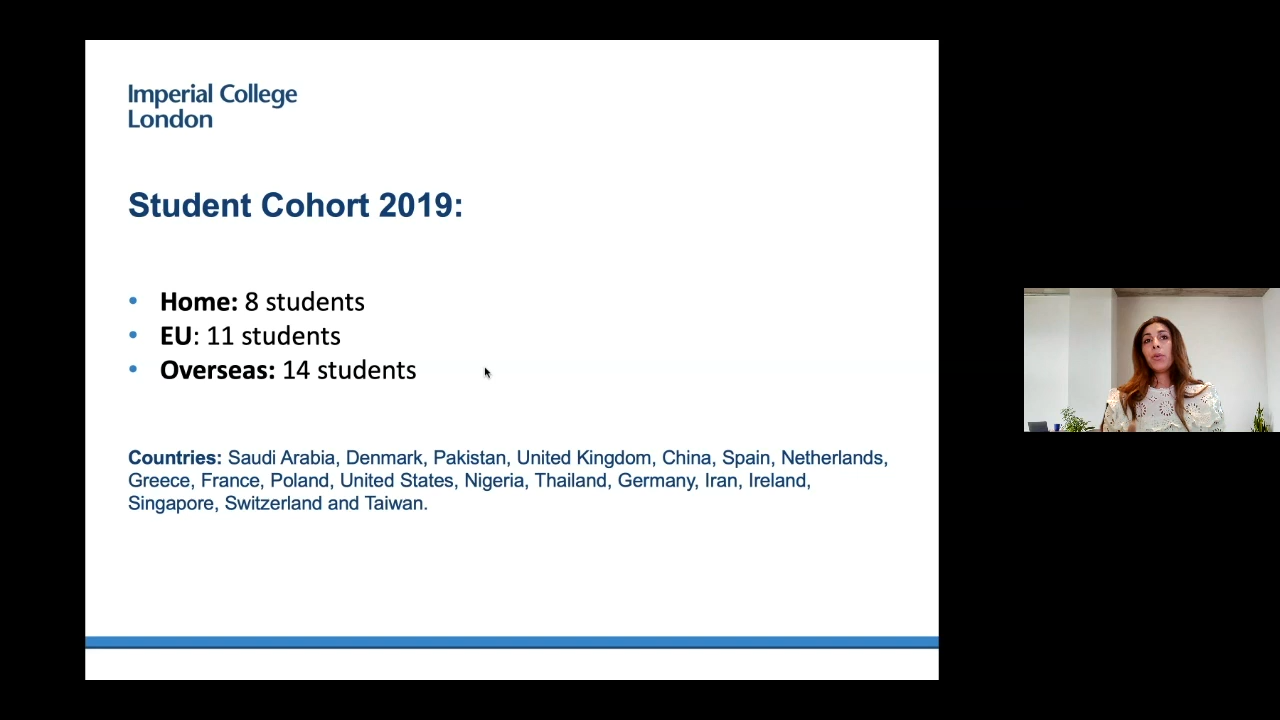 Imperial College
London
Student Cohort 2019:
• Home: 8 students
• EU: 11 students
• Overseas: 14 students
Countries: Saudi Arabia, Denmark, Pakistan, United Kingdom, China, Spain, Netherlands,
Greece, France, Poland, United States, Nigeria, Thailand, Germany, Iran, Ireland,
Singapore, Switzerland and Taiwan.